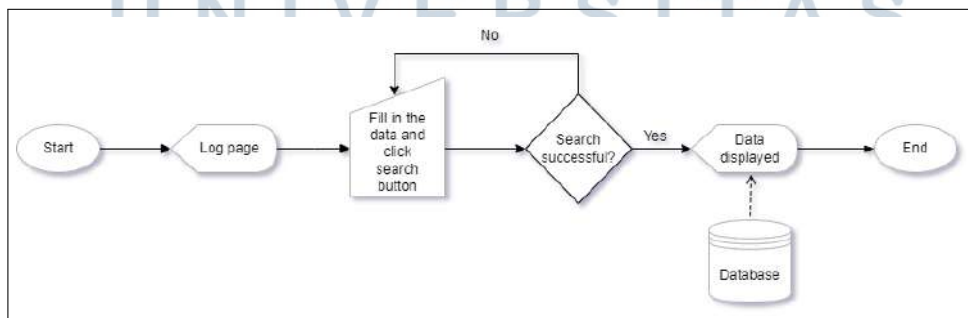 UNIVERSITAS
No
Start
Log page
Fill in the
data and
click
search
button
Search
successful?
Yes
Data
displayed
End
Database